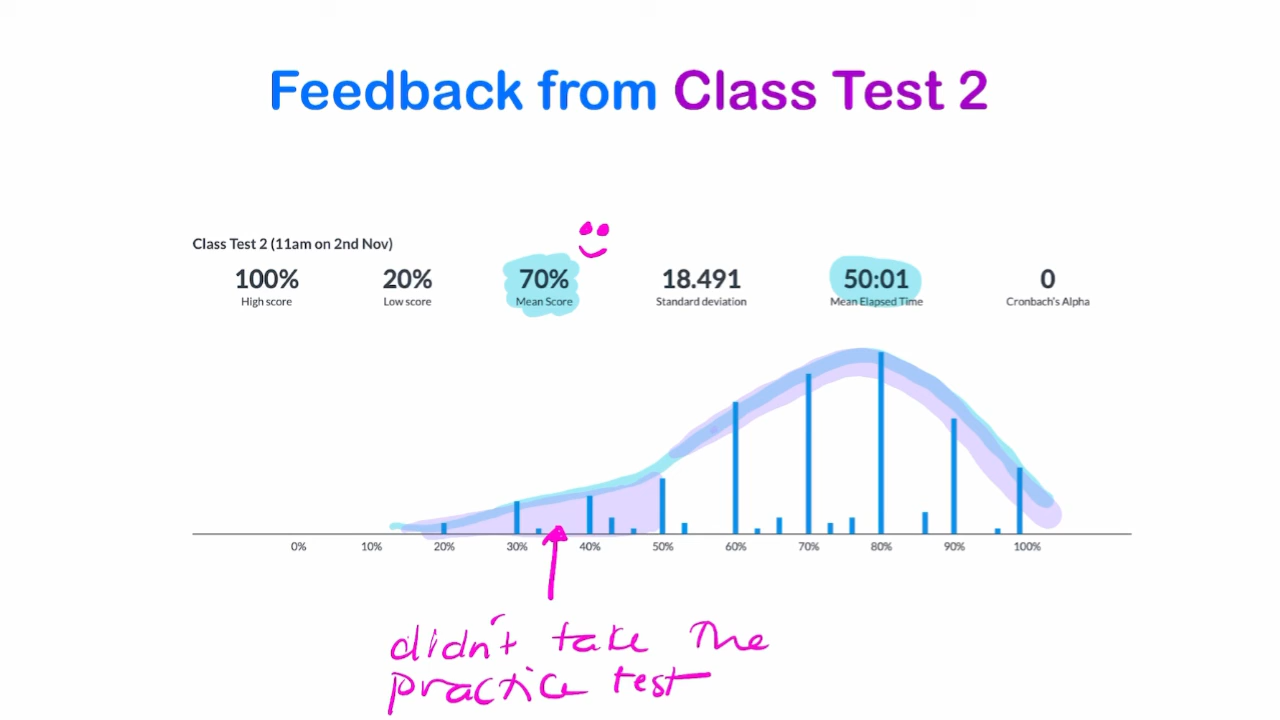 Feedback from Class Test 2
Class Test 2 (11am on 2nd Nov)
100% 20% 70% 18.491 50:01 0
High score Low score Mean Score Standard deviation Mean Elapsed Time Cronbach's Alpha
0% 10% 20% 30% 40% 50% 60% 70% 80% 90% 100%
didn't take the
practice test